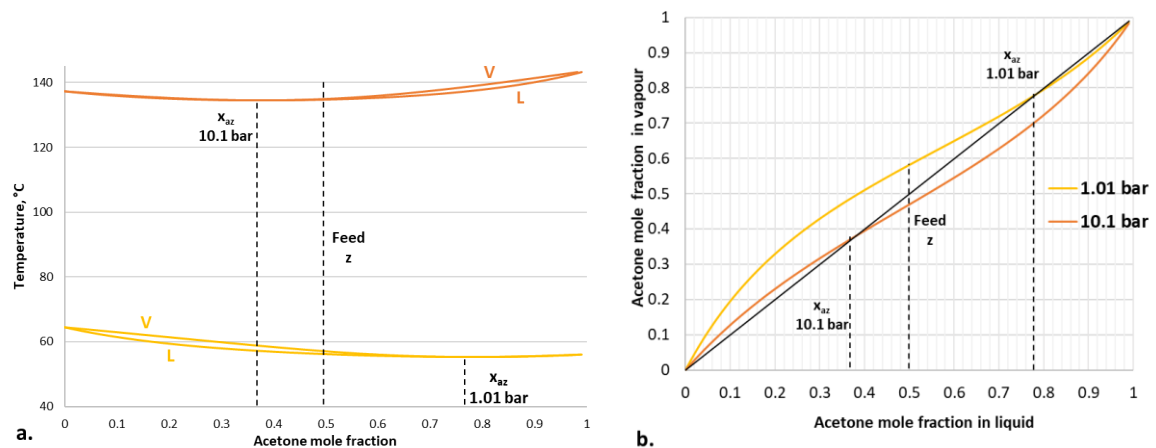 140
120
100
80
60
40
Temperature, °C
V
L
x_az
10.1 bar
Feed
z
V
L
x_az
1.01 bar
0 0.1 0.2 0.3 0.4 0.5 0.6 0.7 0.8 0.9 1
Acetone mole fraction
a.
1
0.9
0.8
0.7
0.6
0.5
0.4
0.3
0.2
0.1
0
Acetone mole fraction in vapour
x_az
1.01 bar
Feed
z
x_az
10.1 bar
1.01 bar
10.1 bar
0 0.1 0.2 0.3 0.4 0.5 0.6 0.7 0.8 0.9 1
Acetone mole fraction in liquid
b.